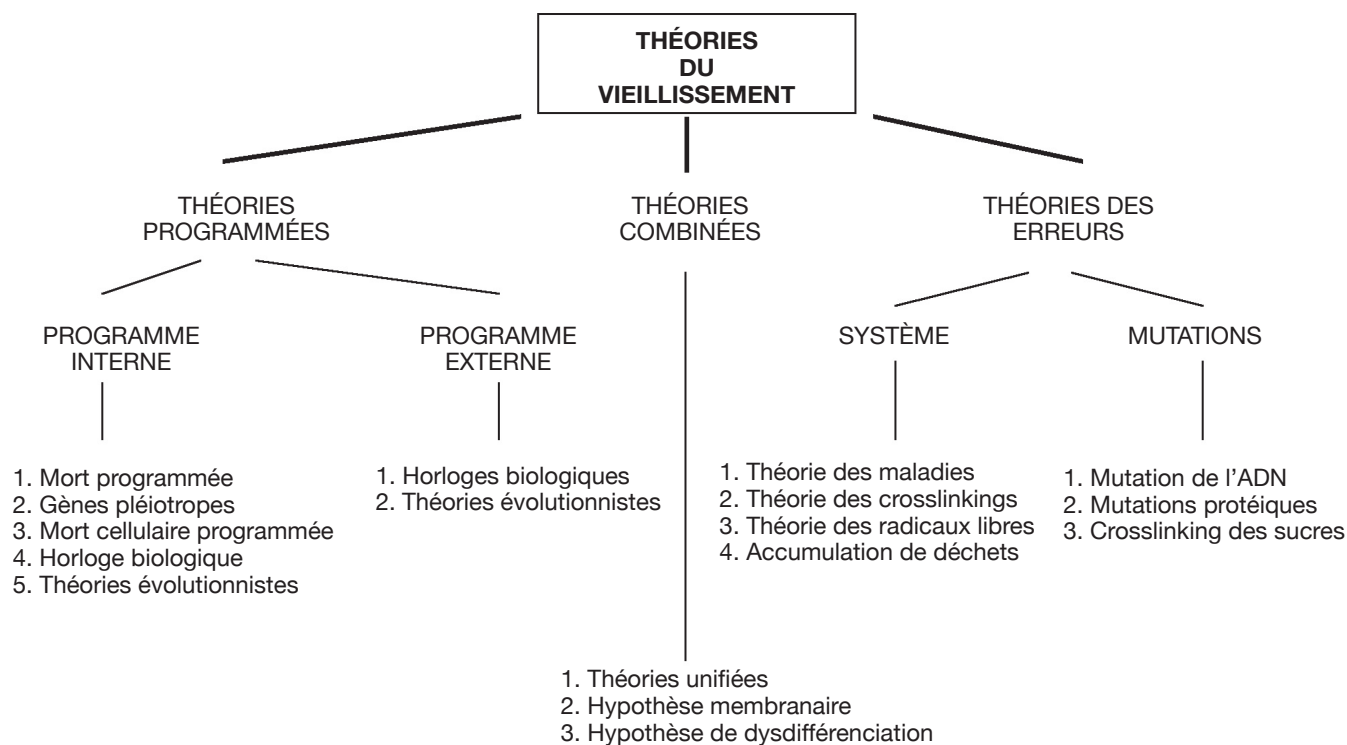 THÉORIES
DU
VIEILLISSEMENT
THÉORIES
PROGRAMMÉES
THÉORIES
COMBINÉES
THÉORIES DES
ERREURS
PROGRAMME
INTERNE
PROGRAMME
EXTERNE
SYSTÈME
MUTATIONS
1. Mort programmée
2. Gènes pléiotropes
3. Mort cellulaire programmée
4. Horloge biologique
5. Théories évolutionnistes
1. Horloges biologiques
2. Théories évolutionnistes
1. Théorie des maladies
2. Théorie des crosslinkings
3. Théorie des radicaux libres
4. Accumulation de déchets
1. Mutation de l'ADN
2. Mutations protéiques
3. Crosslinking des sucres
1. Théories unifiées
2. Hypothèse membranaire
3. Hypothèse de dysdifférenciation